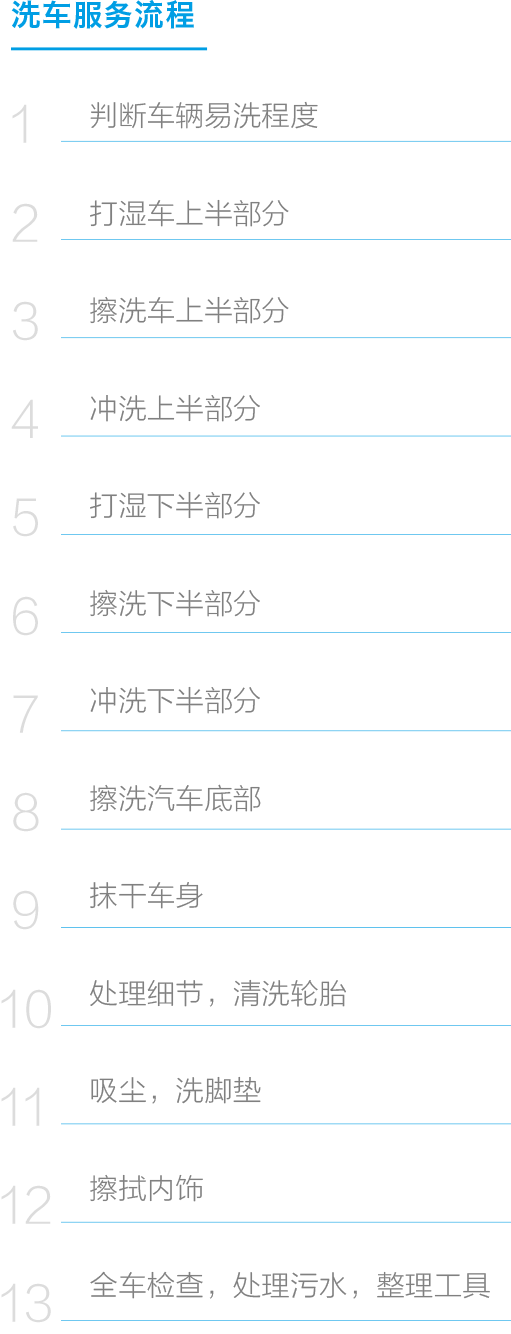 洗车服务流程
1 判断车辆易洗程度
2 打湿车上半部分
3 擦洗车上半部分
4 冲洗上半部分
5 打湿下半部分
6 擦洗下半部分
7 冲洗下半部分
8 擦洗汽车底部
9 抹干车身
10 处理细节，清洗轮胎
11 吸尘，洗脚垫
12 擦拭内饰
13 全车检查，处理污水，整理工具